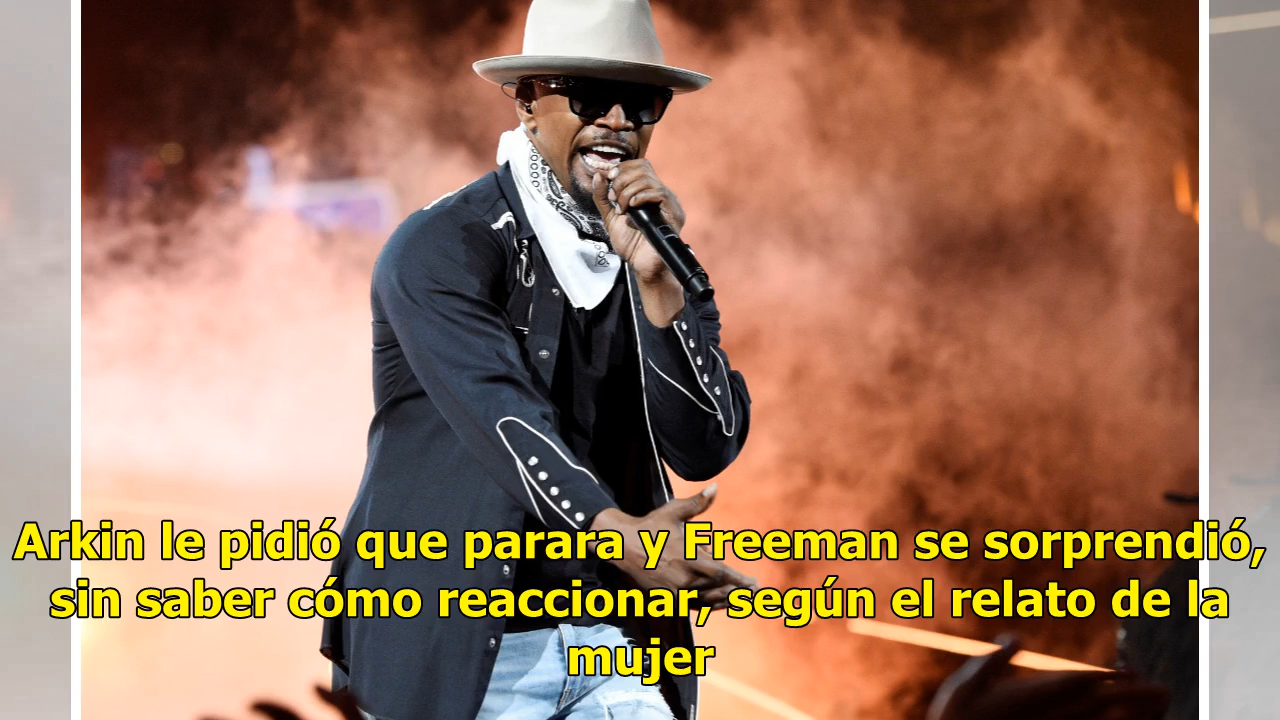 Arkin le pidió que parara y Freeman se sorprendió,
sin saber cómo reaccionar, según el relato de la
mujer